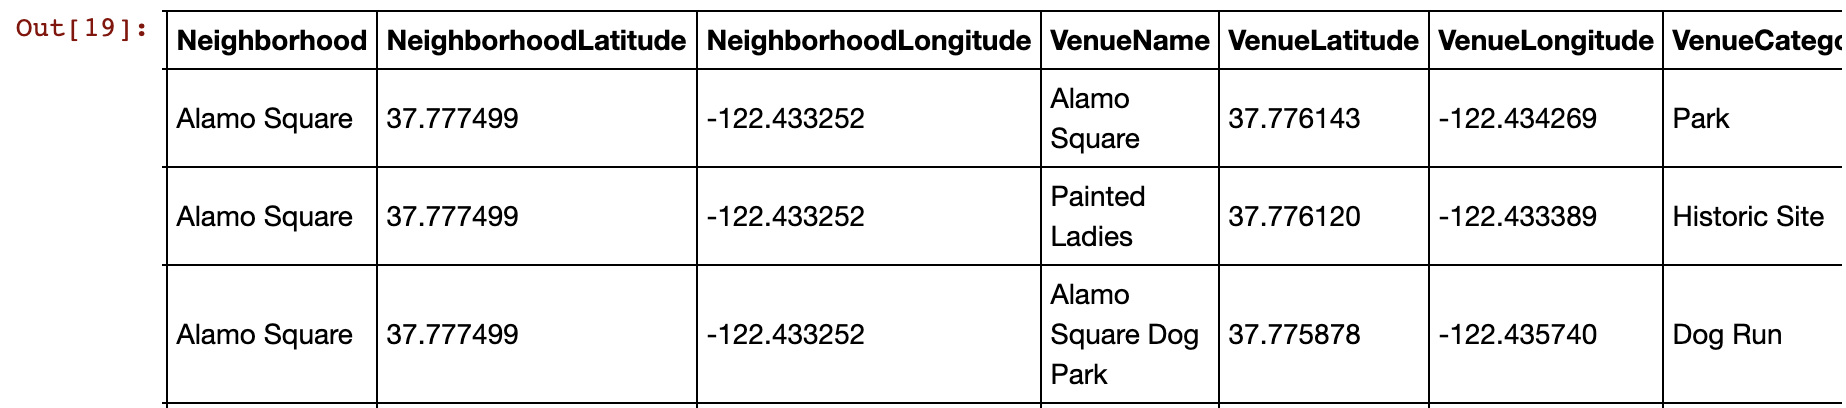 Out[19]:
Neighborhood NeighborhoodLatitude NeighborhoodLongitude VenueName VenueLatitude VenueLongitude VenueCatego
Alamo Square 37.777499 -122.433252 Alamo Square 37.776143 -122.434269 Park
Alamo Square 37.777499 -122.433252 Painted Ladies 37.776120 -122.433389 Historic Site
Alamo Square 37.777499 -122.433252 Alamo Square Dog Park 37.775878 -122.435740 Dog Run